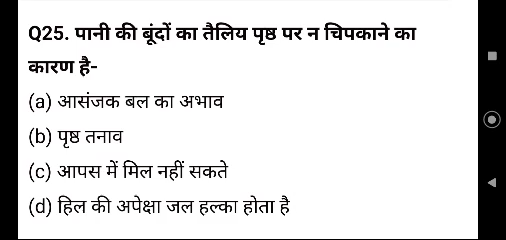 Q25. पानी की बूंदों का तैलिय पृष्ठ पर न चिपकाने का
कारण है-
(a) आसंजक बल का अभाव
(b) पृष्ठ तनाव
(c) आपस में मिल नहीं सकते
(d) हिल की अपेक्षा जल हल्का होता है